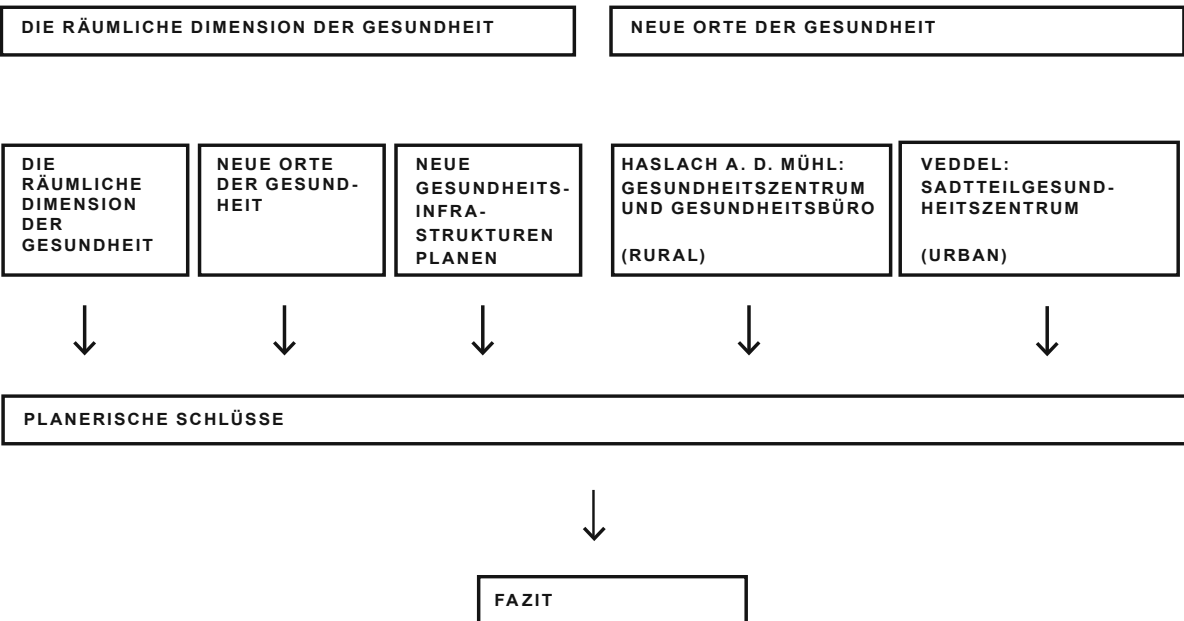 DIE RÄUMLICHE DIMENSION DER GESUNDHEIT
NEUE ORTE DER GESUNDHEIT
DIE
RÄUMLICHE
DIMENSION
DER
GESUNDHEIT
NEUE ORTE
DER GESUND-
HEIT
NEUE
GESUNDHEITS-
INFRA-
STRUKTUREN
PLANEN
HASLACH A. D. MÜHL:
GESUNDHEITSZENTRUM
UND GESUNDHEITSBÜRO
(RURAL)
VEDDEL:
SADTTEILGESUND-
HEITSZENTRUM
(URBAN)
PLANERISCHE SCHLÜSSE
FAZIT